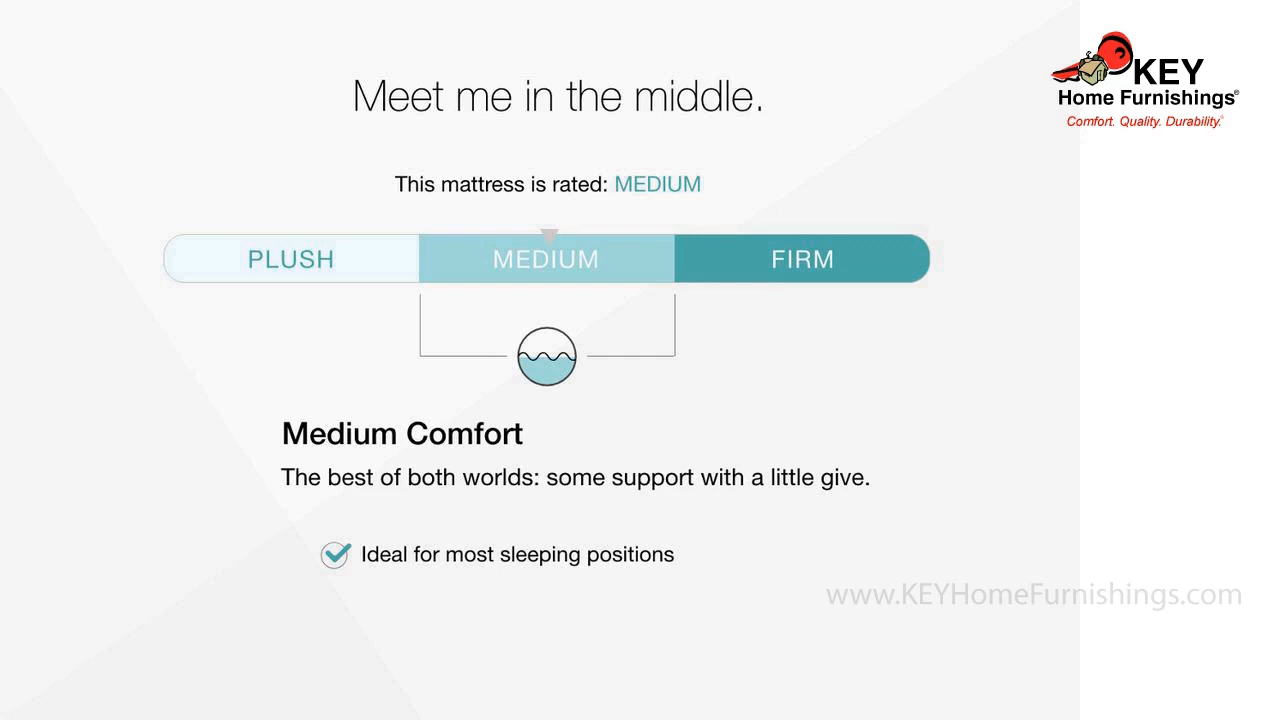 Meet me in the middle.
KEY
Home Furnishings®
Comfort. Quality. Durability.®
This mattress is rated: MEDIUM
PLUSH MEDIUM FIRM
Medium Comfort
The best of both worlds: some support with a little give.
Ideal for most sleeping positions
www.KEYHomeFurnishings.com